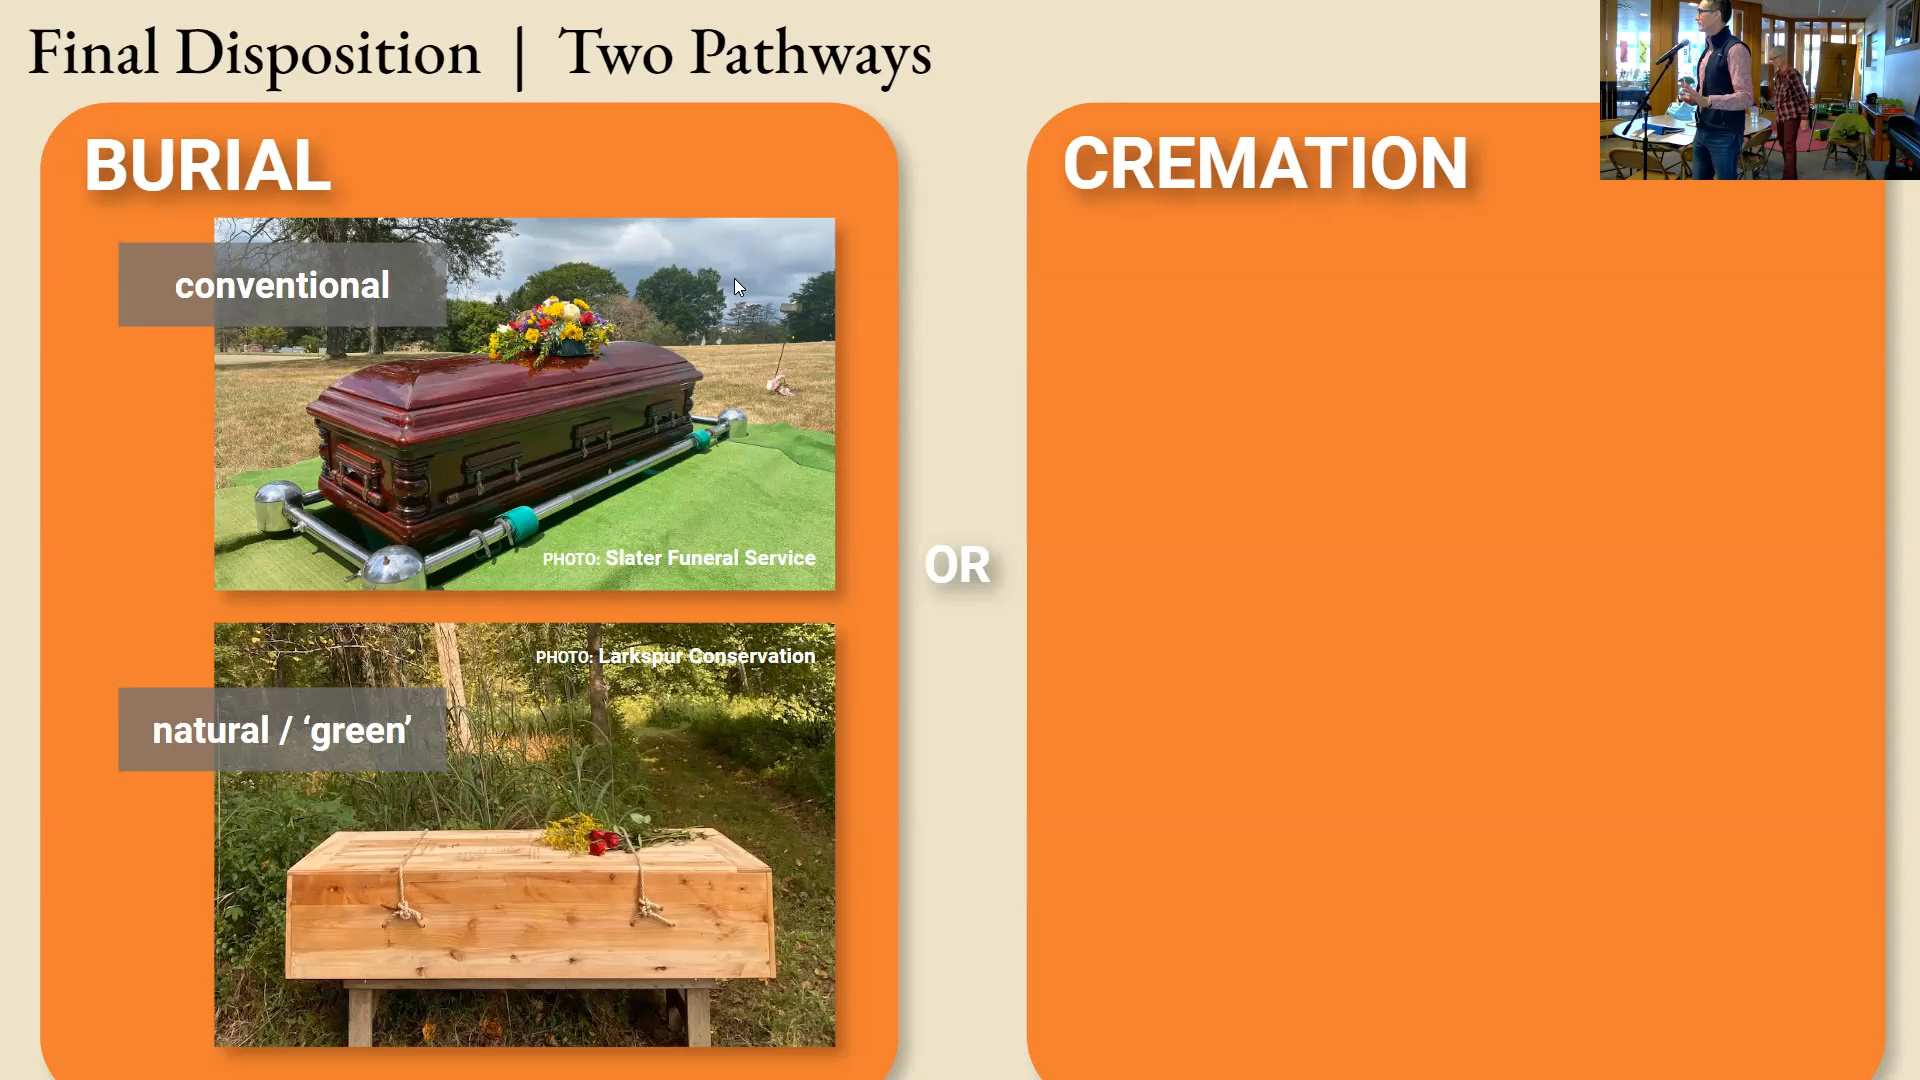 Final Disposition | Two Pathways
BURIAL
conventional
PHOTO: Slater Funeral Service
PHOTO: Larkspur Conservation
natural / ‘green’
OR
CREMATION